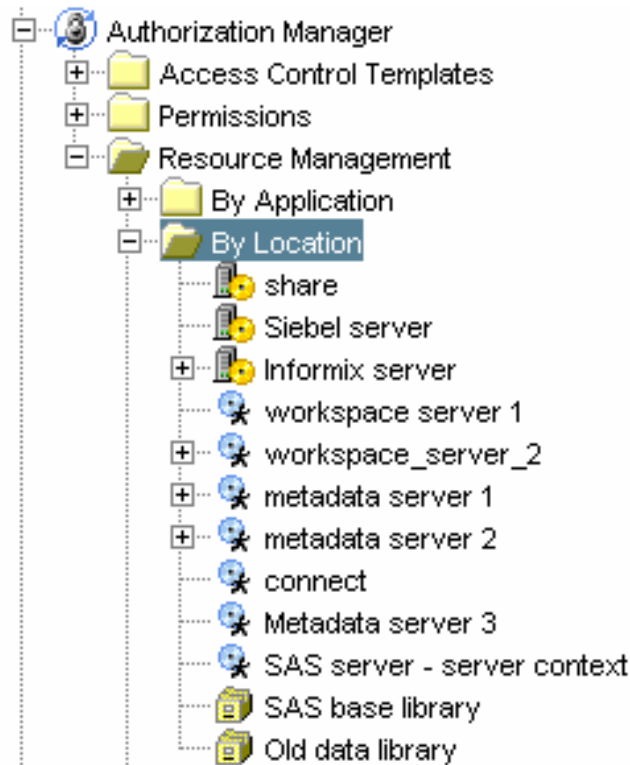 Authorization Manager
Access Control Templates
Permissions
Resource Management
By Application
By Location
share
Siebel server
Informix server
workspace server 1
workspace_server_2
metadata server 1
metadata server 2
connect
Metadata server 3
SAS server - server context
SAS base library
Old data library